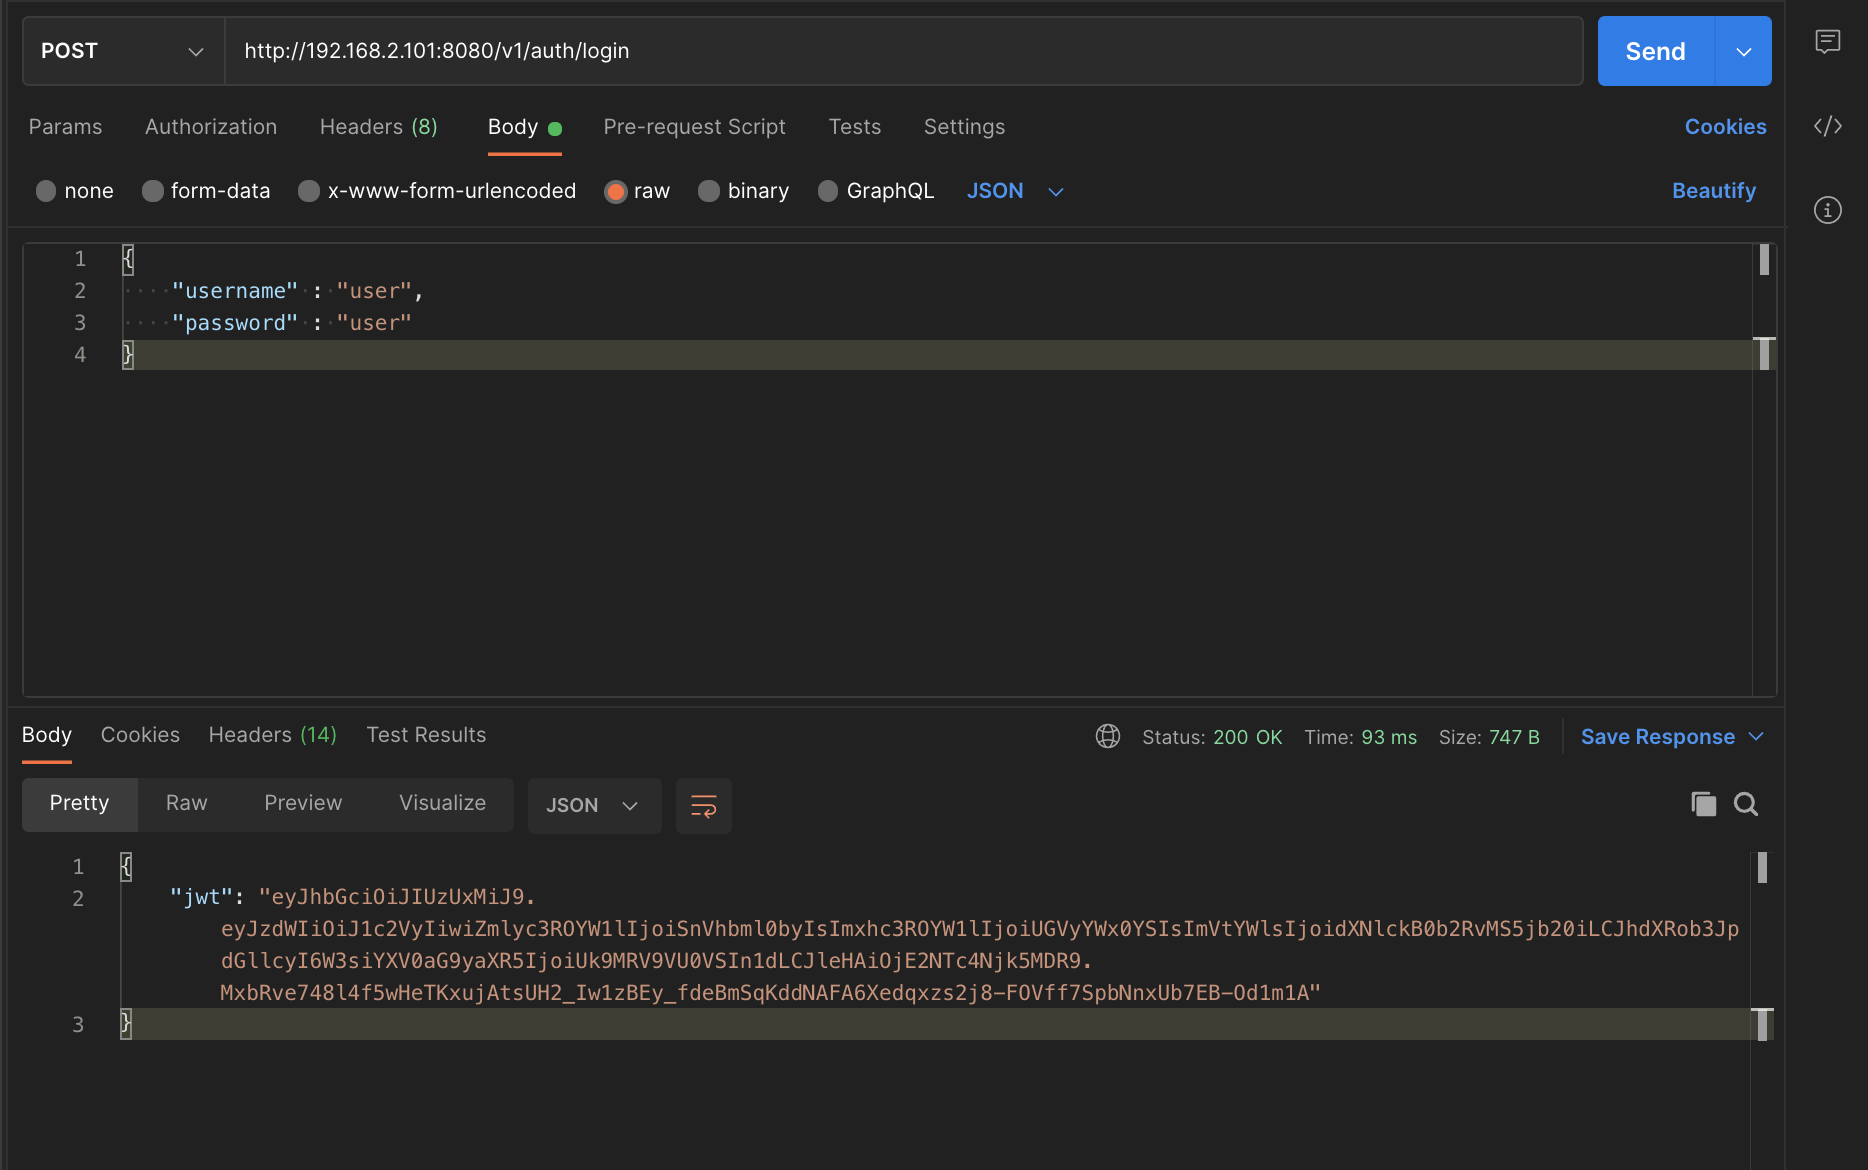 POST http://192.168.2.101:8080/v1/auth/login Send
Params Authorization Headers (8) Body Pre-request Script Tests Settings Cookies
none form-data x-www-form-urlencoded raw binary GraphQL JSON Beautify
1 {
2 "username" : "user",
3 "password" : "user"
4 }
Body Cookies Headers (14) Test Results Status: 200 OK Time: 93 ms Size: 747 B Save Response
Pretty Raw Preview Visualize JSON
1 {
2 "jwt": "eyJhbGciOiJIUzUxMiJ9.
eyJzdWIiOiJ1c2VyIiwiZmlyc3ROYW1lIjoiSnVhbml0byIsImxhc3ROYW1lIjoiUGVyYWx0YSIsImVtYWlsIjoidXNlckB0b2RvMS5jb20iLCJhdXRob3Jp
dGllcyI6W3siYXV0aG9yaXR5IjoiUk9MRV9VU0VSIn1dLCJleHAiOjE2NTc4Njk5MDR9.
MxbRve748l4f5wHeTKxujAtsUH2_Iw1zBEy_fdeBmSqKddNAFA6Xedqxzs2j8-FOVff7SpbNnxUb7EB-Od1m1A"
3 }